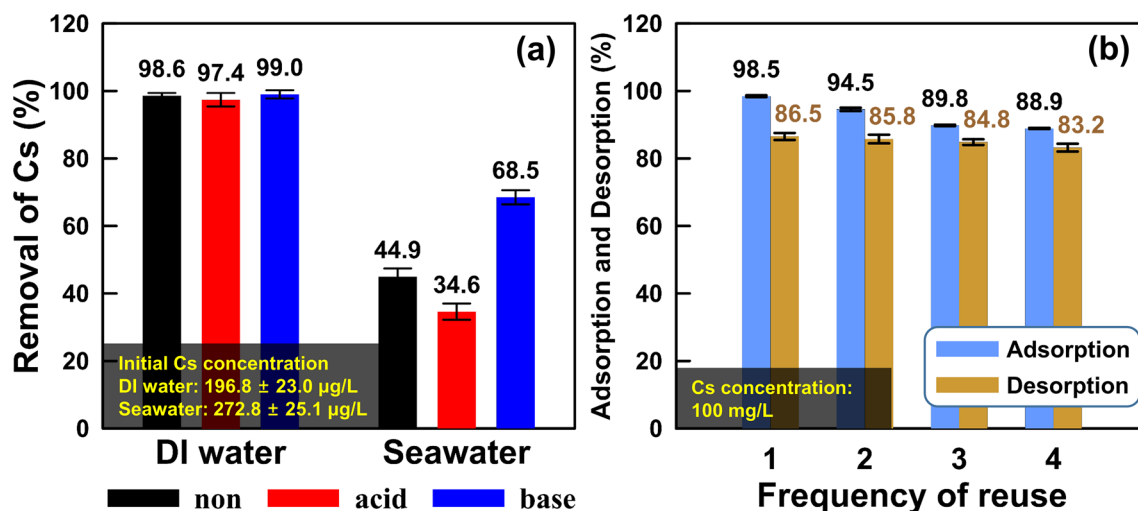 (a)
Removal of Cs (%)
120
100
80
60
40
20
0
98.6
97.4
99.0
44.9
34.6
68.5
Initial Cs concentration
DI water: 196.8 ± 23.0 µg/L
Seawater: 272.8 ± 25.1 µg/L
DI water
Seawater
non
acid
base
(b)
Adsorption and Desorption (%)
120
100
80
60
40
20
0
98.5
86.5
94.5
85.8
89.8
84.8
88.9
83.2
Adsorption
Desorption
Cs concentration:
100 mg/L
1 2 3 4
Frequency of reuse